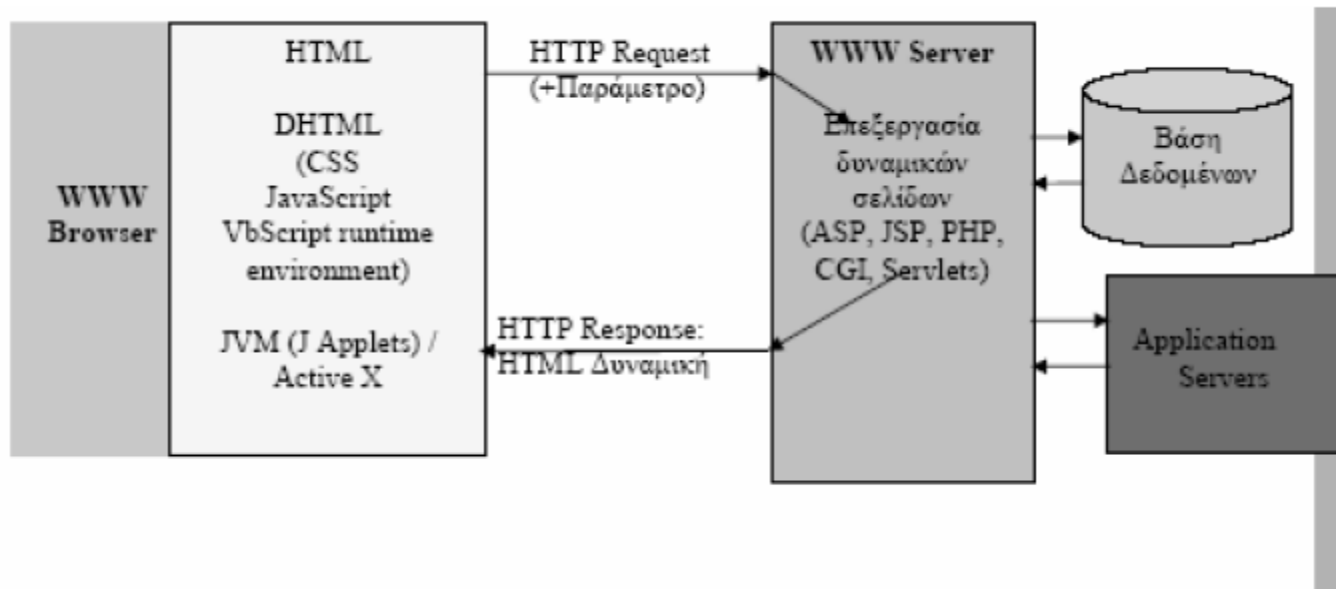 WWW
Browser
HTML
DHTML
(CSS
JavaScript
VbScript runtime
environment)
JVM (J Applets) /
Active X
HTTP Request
(+Παράμετρο)
HTTP Response:
HTML Δυναμική
WWW Server
Επεξεργασία
δυναμικών
σελίδων
(ASP, JSP, PHP,
CGI, Servlets)
Βάση
Δεδομένων
Application
Servers